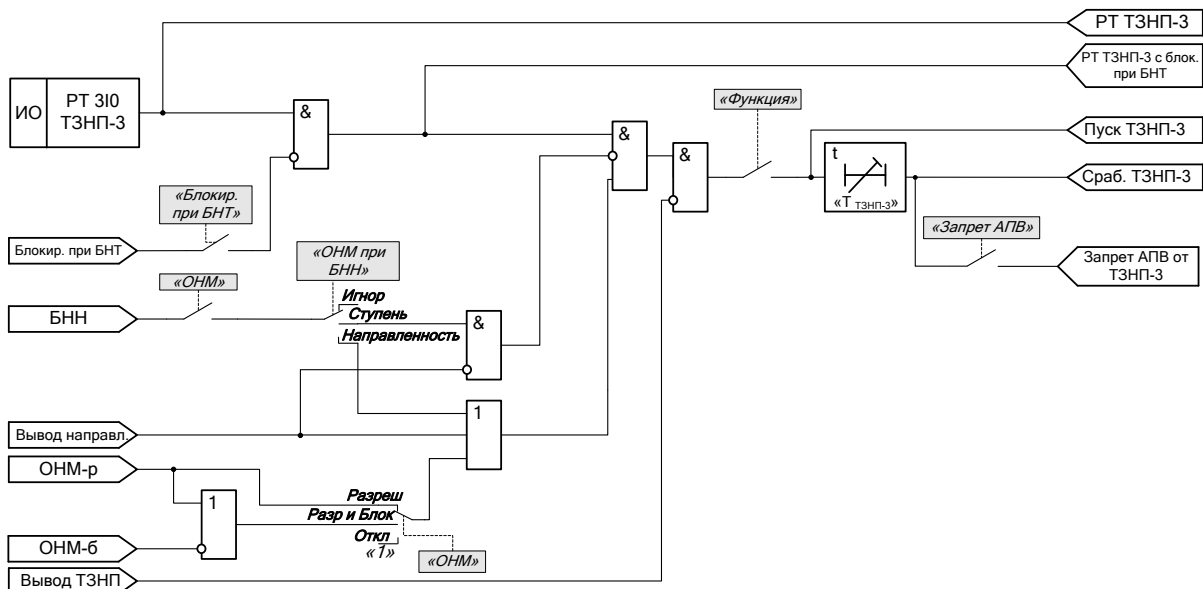 РТ ТЗНП-3
РТ ТЗНП-3 с блок.
при БНТ
ИО
РТ 3I0
ТЗНП-3
&
«Функция»
&
Пуск ТЗНП-3
&
t
«T ТЗНП-3»
Сраб. ТЗНП-3
«Блокир.
при БНТ»
Блокир. при БНТ
«Запрет АПВ»
Запрет АПВ от
ТЗНП-3
«ОНМ при
БНН»
«ОНМ»
БНН
Игнор
Ступень
Направленность
&
1
Вывод направл.
ОНМ-р
1
Разреш
Разр и Блок
Откл
«1»
ОНМ-б
«ОНМ»
Вывод ТЗНП